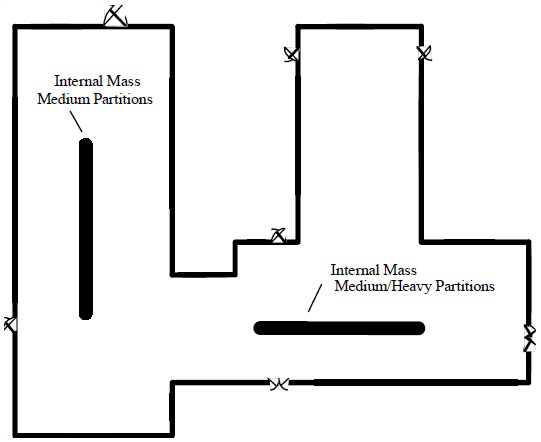 Internal Mass
Medium Partitions
Internal Mass
Medium/Heavy Partitions